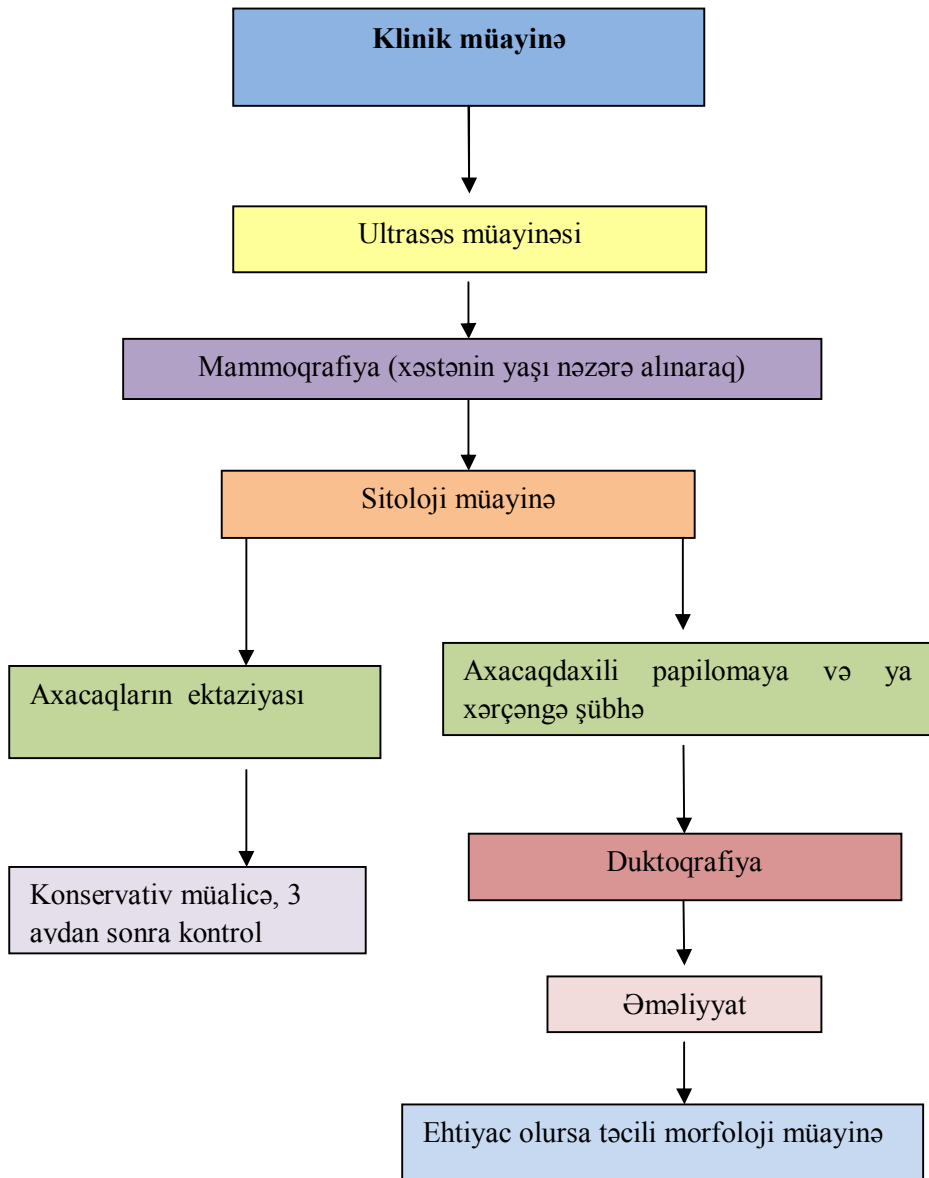 Klinik müayinə
Ultrasəs müayinəsi
Mammoqrafiya (xəstənin yaşı nəzərə alınaraq)
Sitoloji müayinə
Axacaqların ektaziyası
Axacaqdaxili papilomaya və ya
xərçəngə şübhə
Duktoqrafiya
Konservativ müalicə, 3
aydan sonra kontrol
Əməliyyat
Ehtiyac olursa təcili morfoloji müayinə